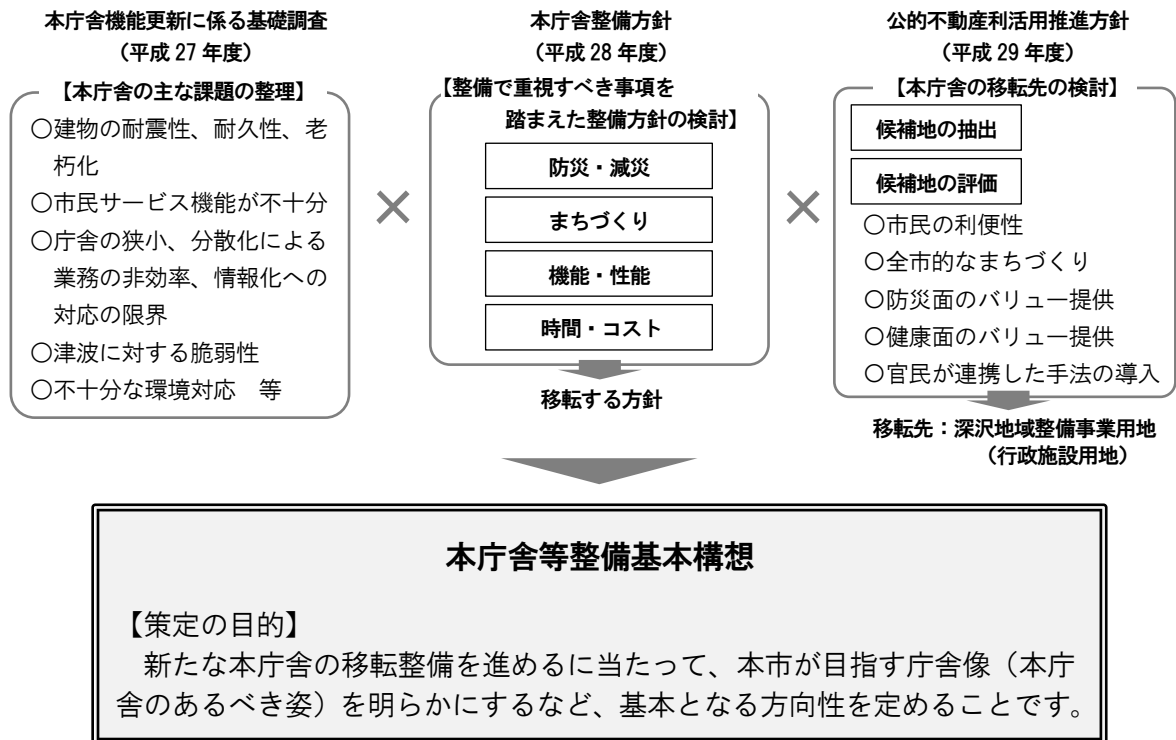 本庁舎機能更新に係る基礎調査
（平成 27 年度）
【本庁舎の主な課題の整理】
〇建物の耐震性、耐久性、老
朽化
〇市民サービス機能が不十分
〇庁舎の狭小、分散化による
業務の非効率、情報化への
対応の限界
〇津波に対する脆弱性
〇不十分な環境対応　等
×
本庁舎整備方針
（平成 28 年度）
【整備で重視すべき事項を
踏まえた整備方針の検討】
防災・減災
まちづくり
機能・性能
時間・コスト
移転する方針
×
公的不動産利活用推進方針
（平成 29 年度）
【本庁舎の移転先の検討】
候補地の抽出
候補地の評価
〇市民の利便性
〇全市的なまちづくり
〇防災面のバリュー提供
〇健康面のバリュー提供
〇官民が連携した手法の導入
移転先：深沢地域整備事業用地
（行政施設用地）
本庁舎等整備基本構想
【策定の目的】
新たな本庁舎の移転整備を進めるに当たって、本市が目指す庁舎像（本庁
舎のあるべき姿）を明らかにするなど、基本となる方向性を定めることです。